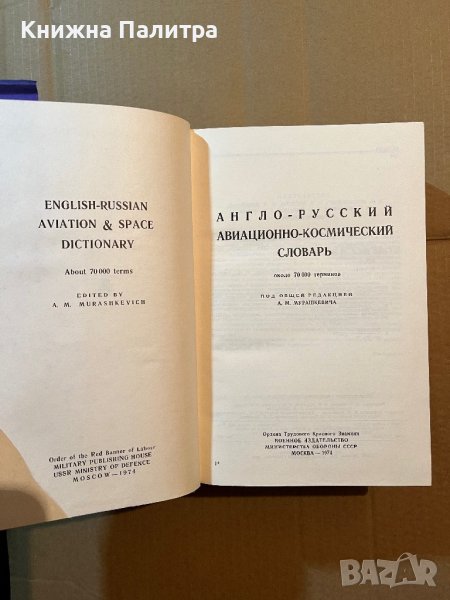 Книжна Палитра
ENGLISH-RUSSIAN
AVIATION & SPACE
DICTIONARY
About 70 000 terms
EDITED BY
A. M. MURASHKEVICH
Order of the Red Banner of Labour
MILITARY PUBLISHING HOUSE
USSR MINISTRY OF DEFENCE
MOSCOW—1974
АНГЛО-РУССКИЙ
АВИАЦИОННО-КОСМИЧЕСКИЙ
СЛОВАРЬ
около 70 000 терминов
ПОД ОБЩЕЙ РЕДАКЦИЕЙ
А. М. МУРАШКЕВИЧА
Ордена Трудового Красного Знамени
ВОЕННОЕ ИЗДАТЕЛЬСТВО
МИНИСТЕРСТВА ОБОРОНЫ СССР
МОСКВА—1974
1*
BAZAR